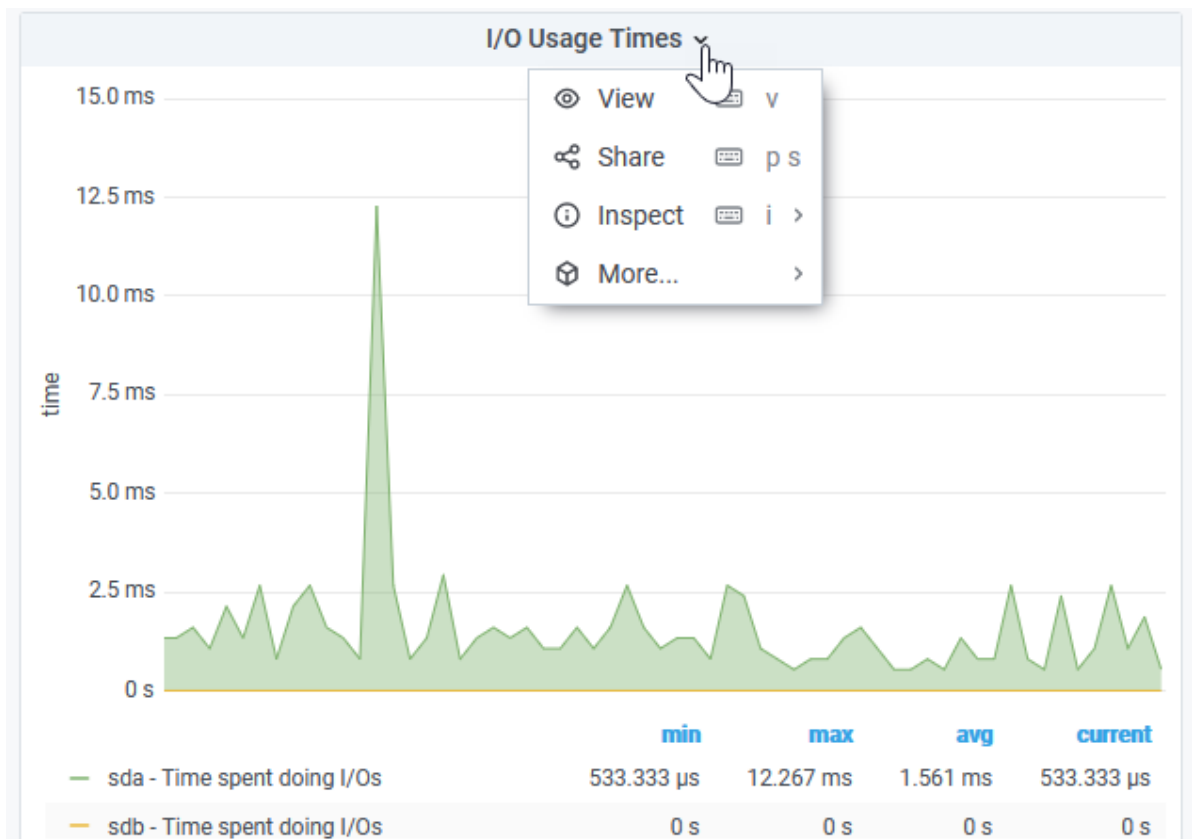 I/O Usage Times
15.0 ms
View v
Share p s
12.5 ms
Inspect i
More...
10.0 ms
time
7.5 ms
5.0 ms
2.5 ms
0 s
min max avg current
sda - Time spent doing I/Os 533.333 µs 12.267 ms 1.561 ms 533.333 µs
sdb - Time spent doing I/Os 0 s 0 s 0 s 0 s